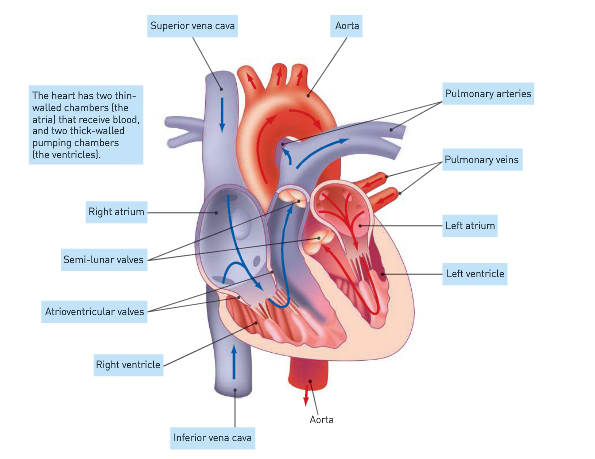 Superior vena cava
Aorta
The heart has two thin-
walled chambers (the
atria) that receive blood,
and two thick-walled
pumping chambers
(the ventricles).
Pulmonary arteries
Pulmonary veins
Right atrium
Left atrium
Semi-lunar valves
Left ventricle
Atrioventricular valves
Right ventricle
Aorta
Inferior vena cava